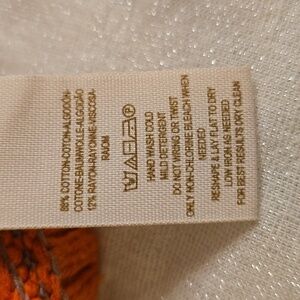 88% COTTON-COTON-ALGODÓN-
COTONE-BAUMWOLLE-ALGODÃO
12% RAYON-RAYONNE-VISCOSA-
RAIOM
HAND WASH COLD
MILD DETERGENT
DO NOT WRING OR TWIST
ONLY NON-CHLORINE BLEACH WHEN
NEEDED
RESHAPE & LAY FLAT TO DRY
LOW IRON AS NEEDED
FOR BEST RESULTS DRY CLEAN